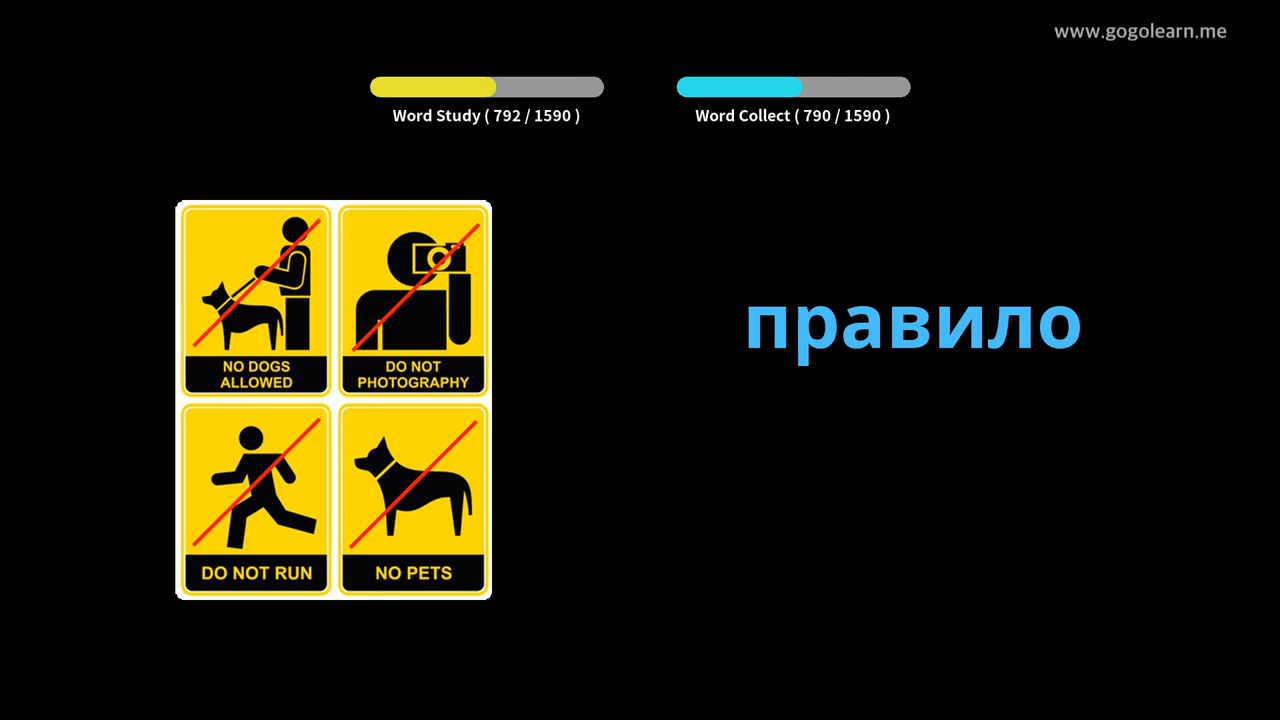 www.gogolearn.me
Word Study ( 792 / 1590 )
Word Collect ( 790 / 1590 )
NO DOGS
ALLOWED
DO NOT
PHOTOGRAPHY
DO NOT RUN
NO PETS
правило